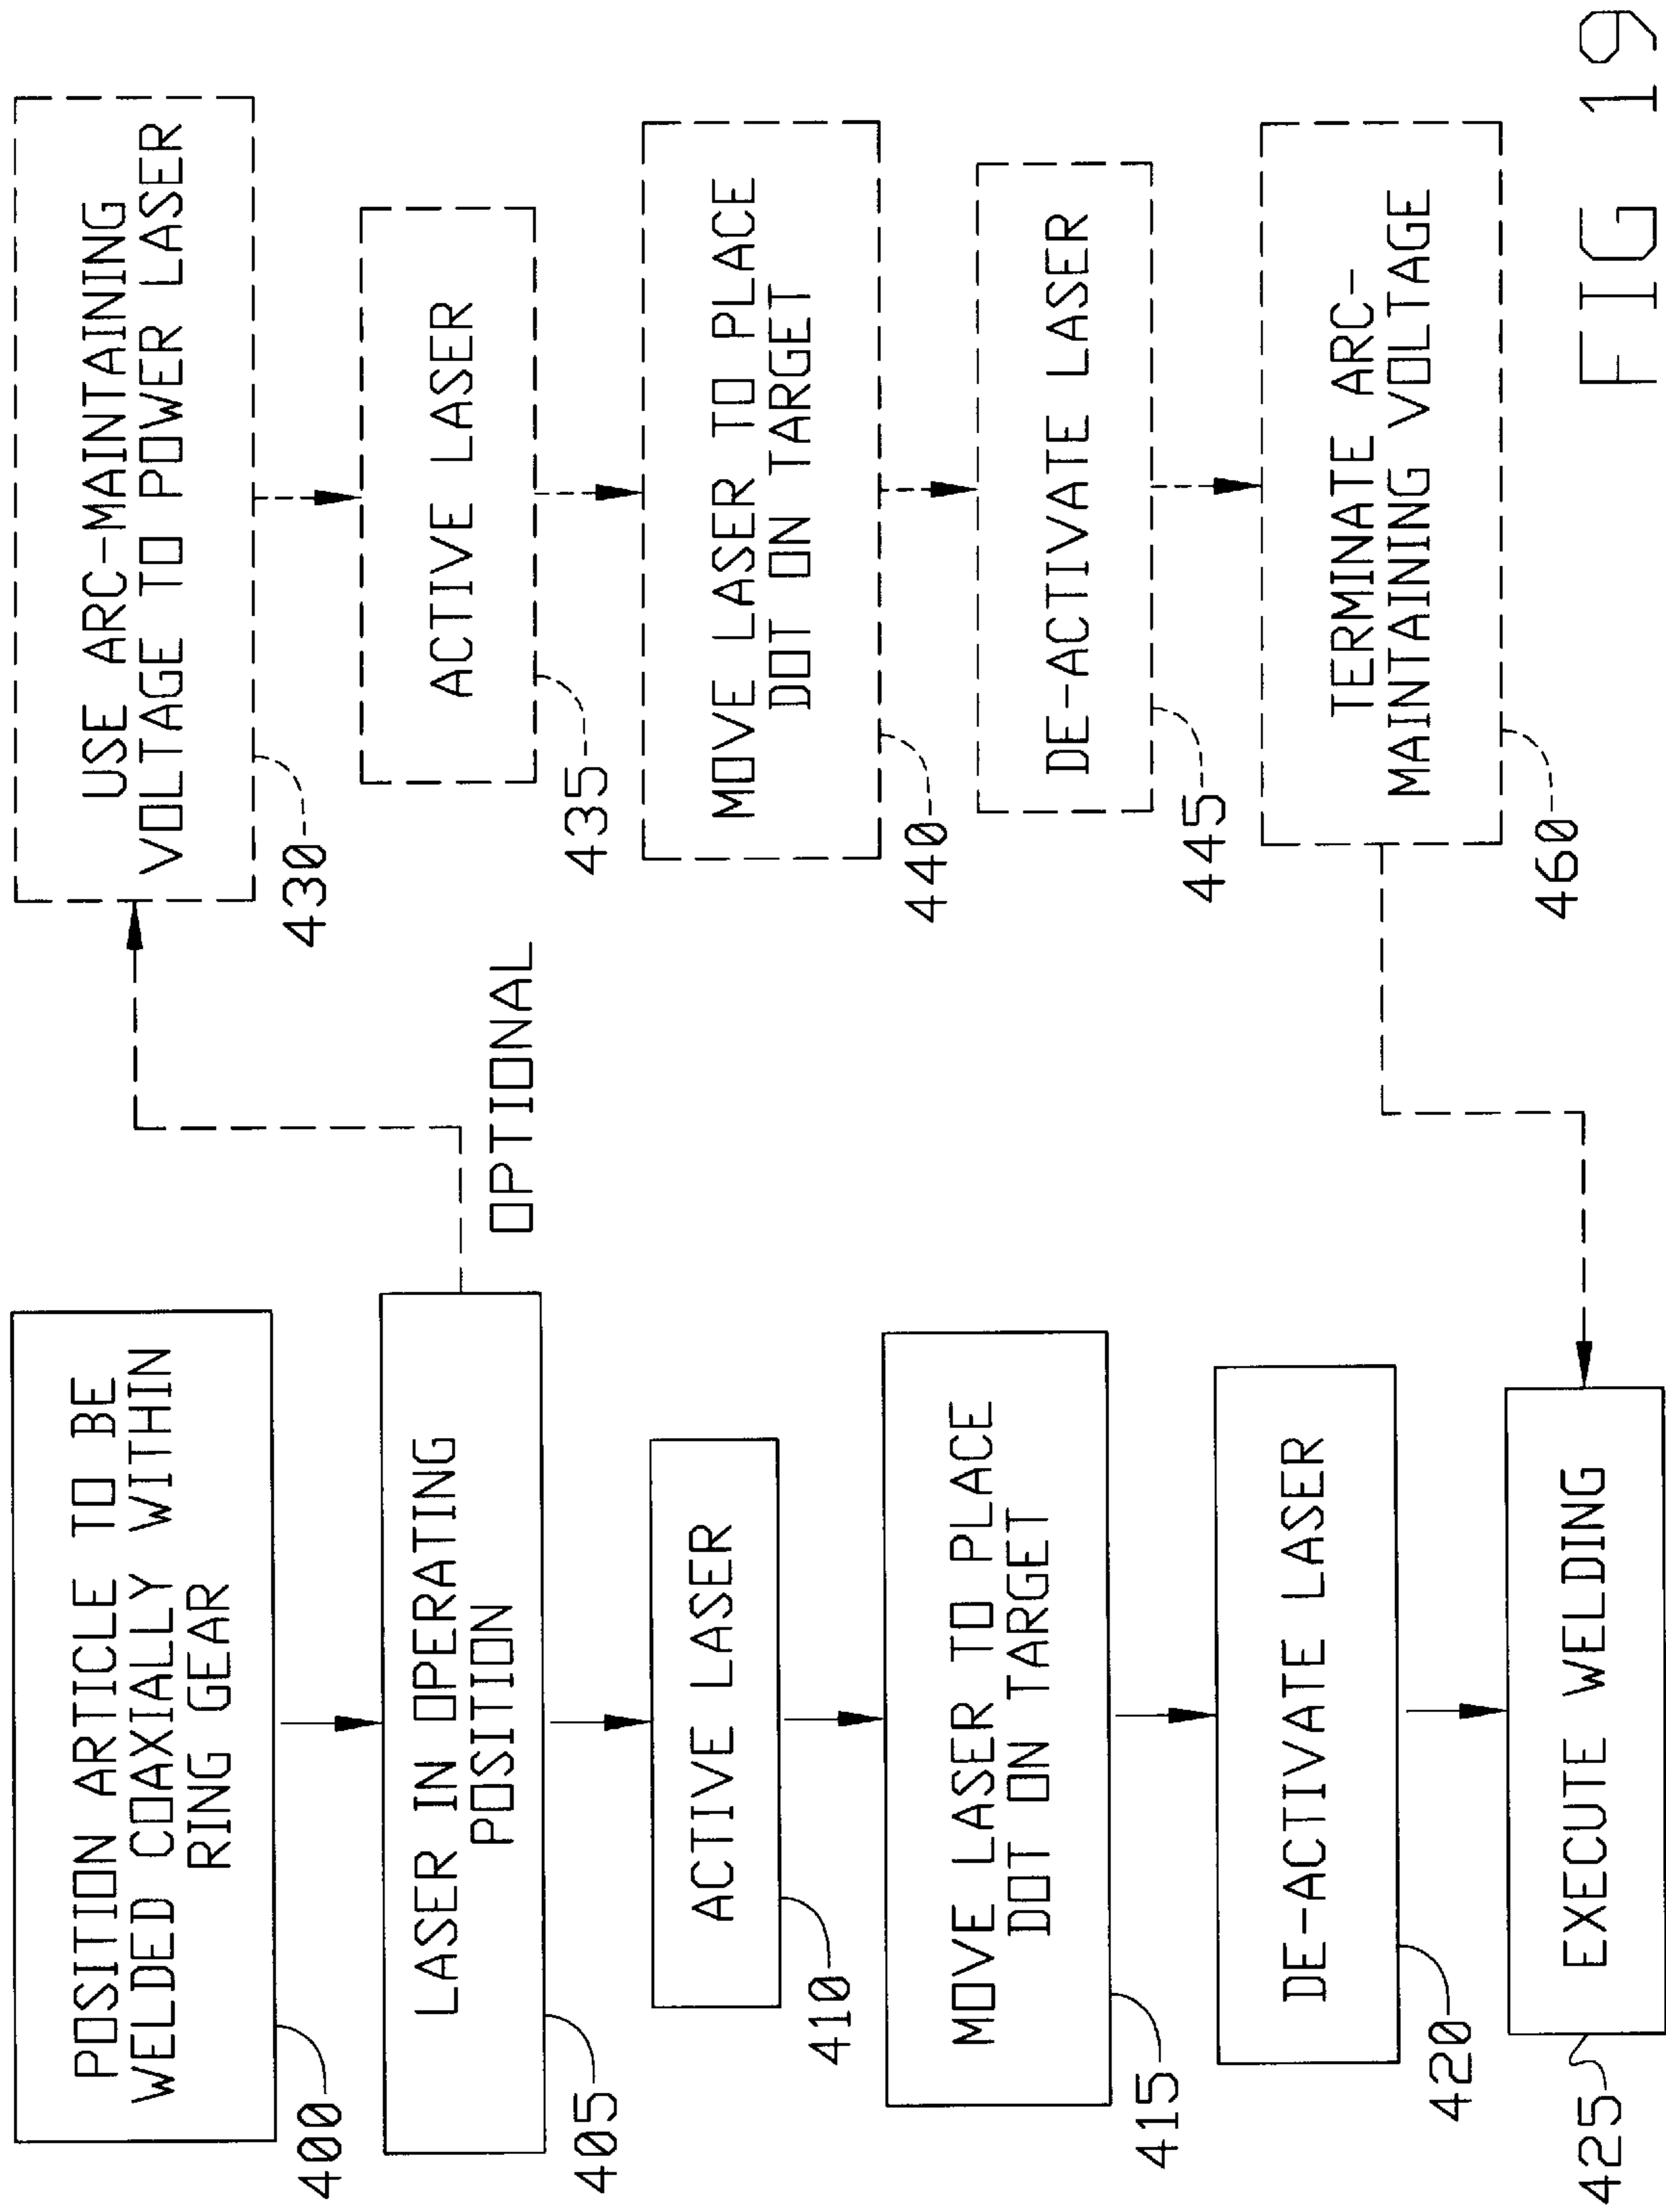 POSITION ARTICLE TO BE
WELDED COAXIALLY WITHIN
RING GEAR
400
LASER IN OPERATING
POSITION
405
OPTIONAL
ACTIVE LASER
410
MOVE LASER TO PLACE
DOT ON TARGET
415
DE-ACTIVATE LASER
420
EXECUTE WELDING
425
USE ARC-MAINTAINING
VOLTAGE TO POWER LASER
430
ACTIVE LASER
435
MOVE LASER TO PLACE
DOT ON TARGET
440
DE-ACTIVATE LASER
445
TERMINATE ARC-
MAINTAINING VOLTAGE
460
FIG 19